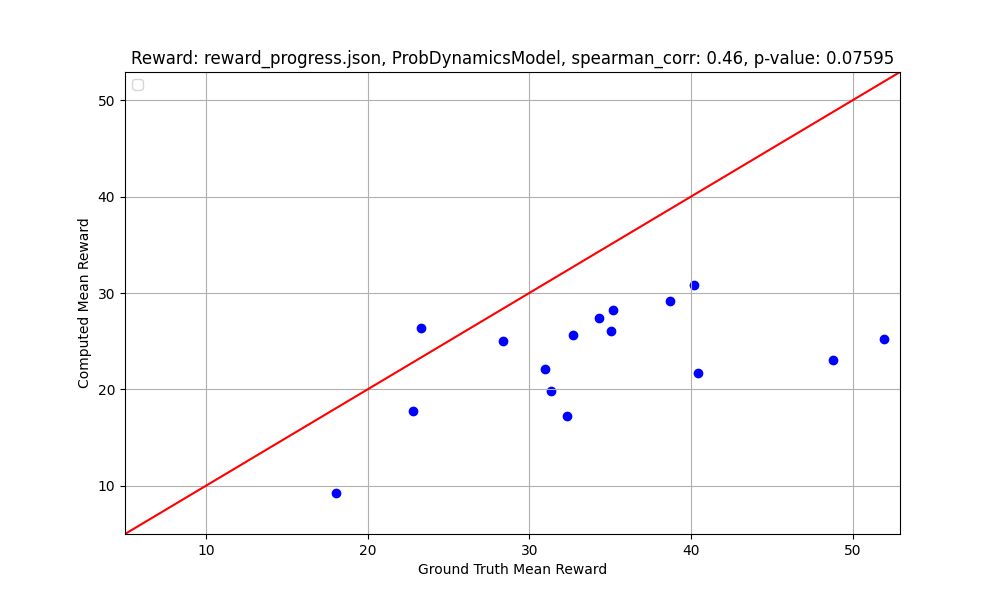 Reward: reward_progress.json, ProbDynamicsModel, spearman_corr: 0.46, p-value: 0.07595
50
40
30
20
10
Computed Mean Reward
10 20 30 40 50
Ground Truth Mean Reward